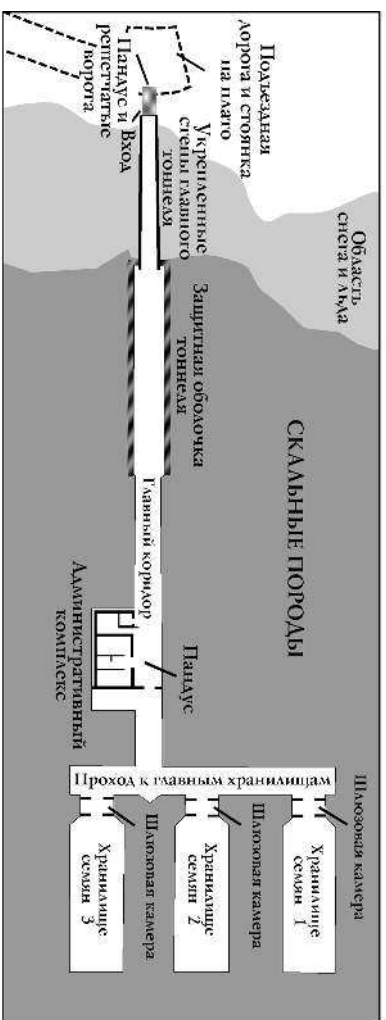 Подъездная
дорога и стоянка
на плато
Пандус и
решетчатые
ворота
Вход
Укрепленные
стены главного
тоннеля
Область
снега и льда
Защитная оболочка
тоннеля
СКАЛЬНЫЕ ПОРОДЫ
Главный коридор
Пандус
Административный
комплекс
Проход к главным хранилищам
Шлюзовая камера
Шлюзовая камера
Шлюзовая камера
Хранилище
семян 1
Хранилище
семян 2
Хранилище
семян 3